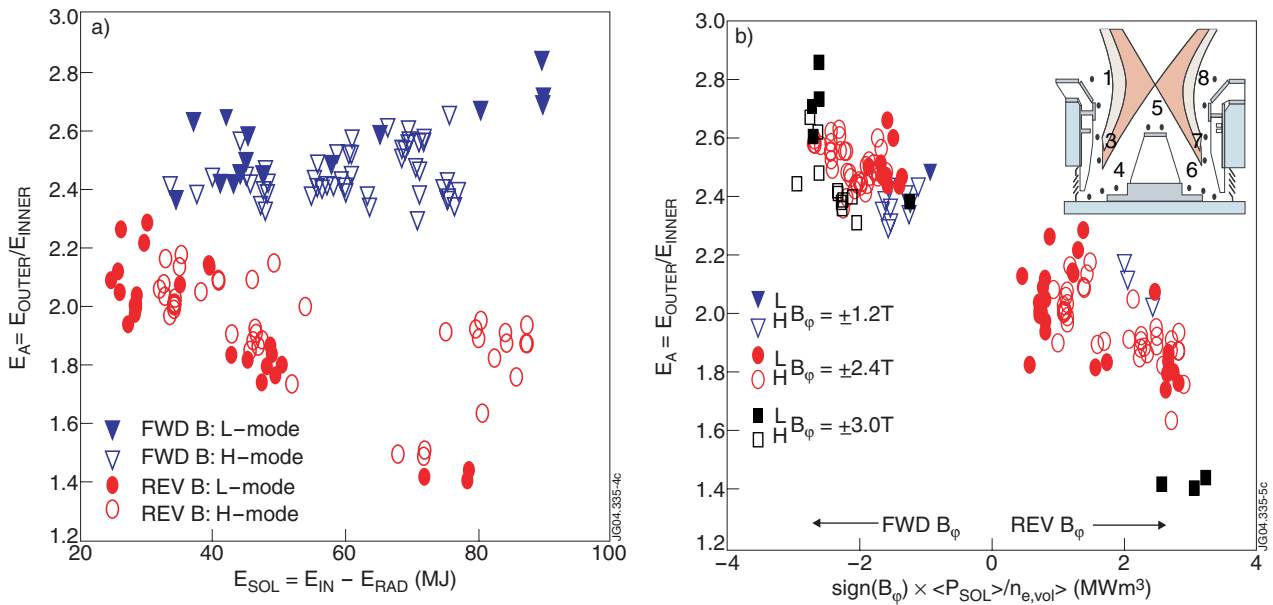 a)
3.0
2.8
2.6
2.4
2.2
2.0
1.8
1.6
1.4
1.2
E_A= E_OUTER/E_INNER
FWD B: L–mode
FWD B: H–mode
REV B: L–mode
REV B: H–mode
20
40
60
80
100
E_SOL = E_IN − E_RAD (MJ)
JG04.335-4c
b)
3.0
2.8
2.6
2.4
2.2
2.0
1.8
1.6
1.4
1.2
E_A= E_OUTER/E_INNER
1
8
5
3
7
4
6
L
H B_φ = ±1.2T
L
H B_φ = ±2.4T
L
H B_φ = ±3.0T
FWD B_φ
REV B_φ
−4
−2
0
2
4
sign(B_φ) × <P_SOL>/n_e,vol> (MWm³)
JG04.335-5c